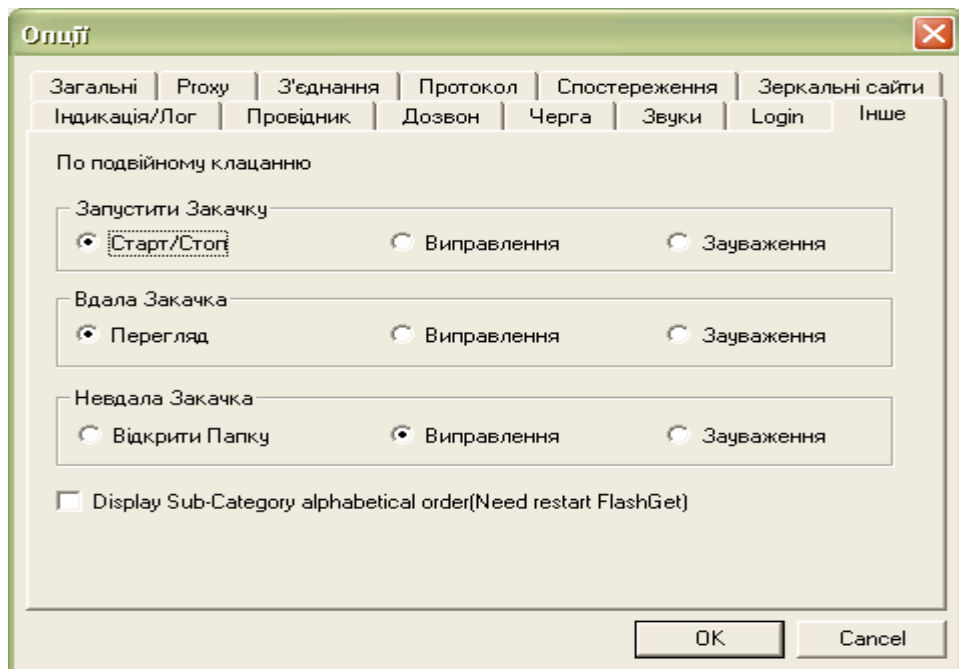 Опції
Загальні Proxy З'єднання Протокол Спостереження Зеркальні сайти
Індикація/Лог Провідник Дозвон Черга Звуки Login Інше
По подвійному клацанню
Запустити Закачку
Старт/Стоп Виправлення Зауваження
Вдала Закачка
Перегляд Виправлення Зауваження
Невдала Закачка
Відкрити Папку Виправлення Зауваження
Display Sub-Category alphabetical order(Need restart FlashGet)
OK Cancel